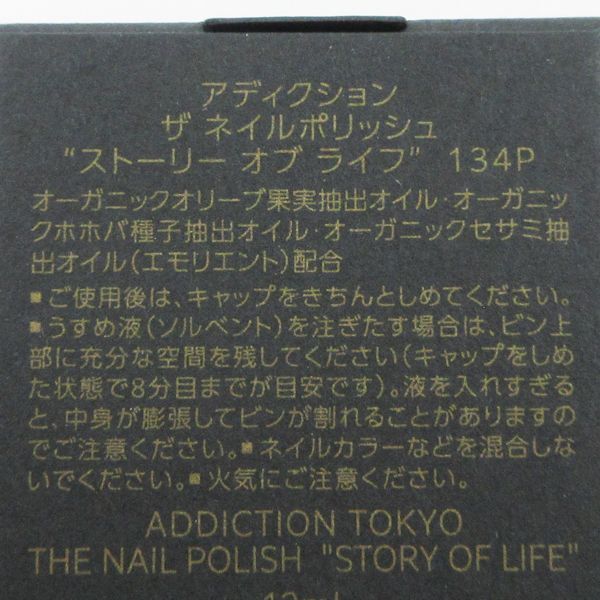 アディクション
ザ ネイルポリッシュ
“ストーリー オブ ライフ” 134P
オーガニックオリーブ果実抽出オイル・オーガニッ
クホホバ種子抽出オイル・オーガニックセサミ抽
出オイル(エモリエント)配合
■ご使用後は、キャップをきちんとしめてください。
■うすめ液(ソルベント)を注ぎたす場合は、ビン上
部に充分な空間を残してください(キャップをしめ
た状態で8分目までが目安です)。液を入れすぎる
と、中身が膨張してビンが割れることがありますの
でご注意ください。■ネイルカラーなどを混合しな
いでください。■火気にご注意ください。
ADDICTION TOKYO
THE NAIL POLISH "STORY OF LIFE"